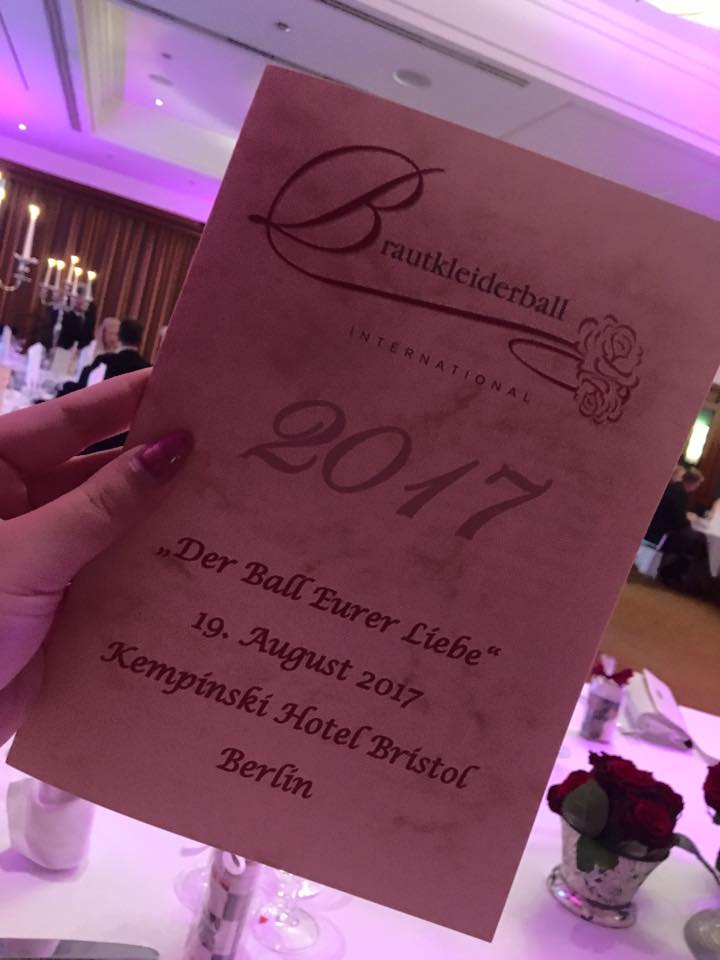 Brautkleiderball
INTERNATIONAL
2017
„Der Ball Eurer Liebe“
19. August 2017
Kempinski Hotel Bristol
Berlin